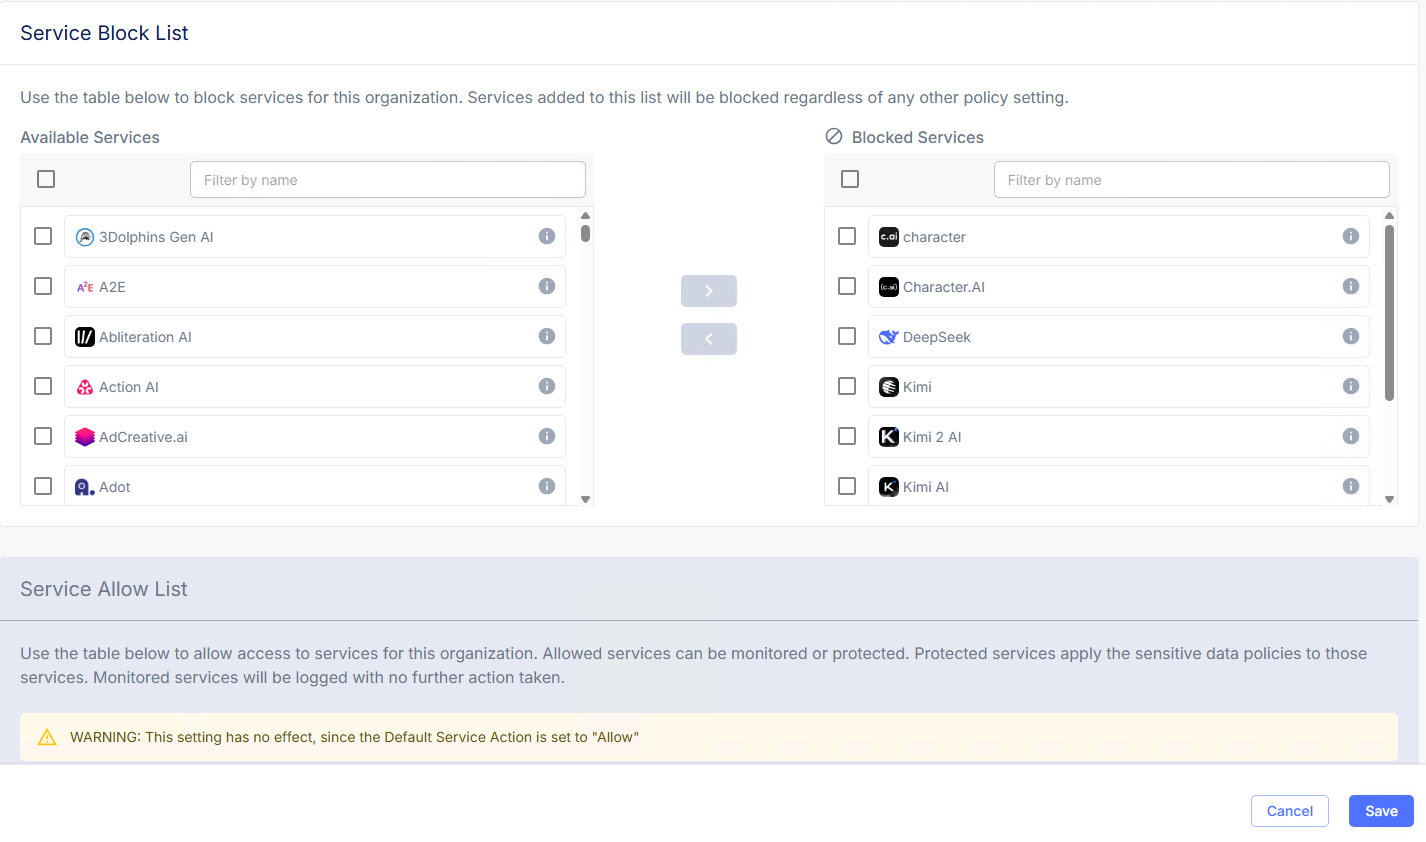 Service Block List
Use the table below to block services for this organization. Services added to this list will be blocked regardless of any other policy setting.
Available Services
Filter by name
3Dolphins Gen AI
A²E A2E
Abliteration AI
Action AI
AdCreative.ai
Adot
Blocked Services
Filter by name
c.ai character
(c.ai) Character.AI
DeepSeek
Kimi
K Kimi 2 AI
K Kimi AI
Service Allow List
Use the table below to allow access to services for this organization. Allowed services can be monitored or protected. Protected services apply the sensitive data policies to those
services. Monitored services will be logged with no further action taken.
WARNING: This setting has no effect, since the Default Service Action is set to "Allow"
Cancel
Save